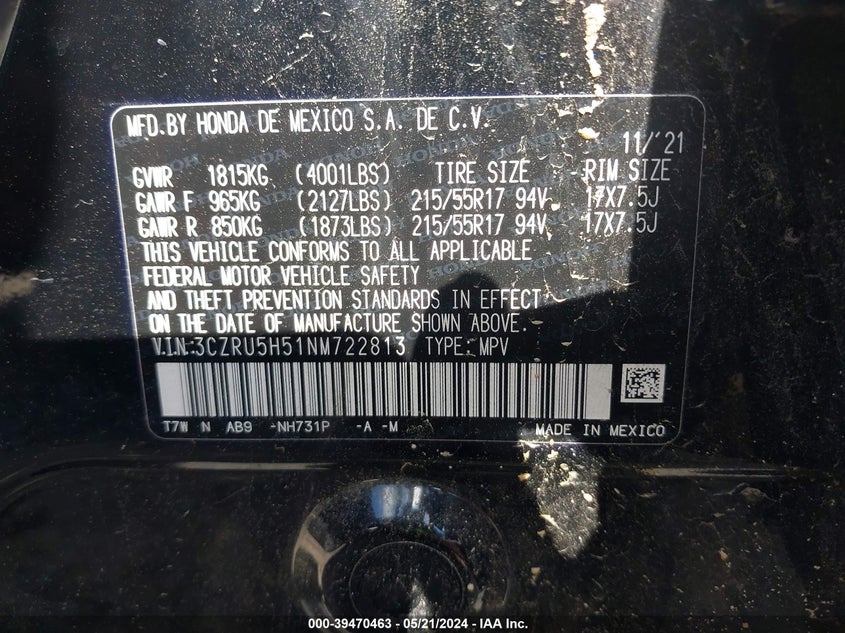 MFD.BY HONDA DE MEXICO S.A. DE C.V.
11/'21
GVWR 1815KG (4001LBS) TIRE SIZE RIM SIZE
GAWR F 965KG (2127LBS) 215/55R17 94V 17X7.5J
GAWR R 850KG (1873LBS) 215/55R17 94V 17X7.5J
THIS VEHICLE CONFORMS TO ALL APPLICABLE
FEDERAL MOTOR VEHICLE SAFETY
AND THEFT PREVENTION STANDARDS IN EFFECT
ON THE DATE OF MANUFACTURE SHOWN ABOVE.
V.I.N:3CZRU5H51NM722813 TYPE:MPV
T7W N AB9 -NH731P -A -M MADE IN MEXICO
000-39470463 - 05/21/2024 - IAA Inc.